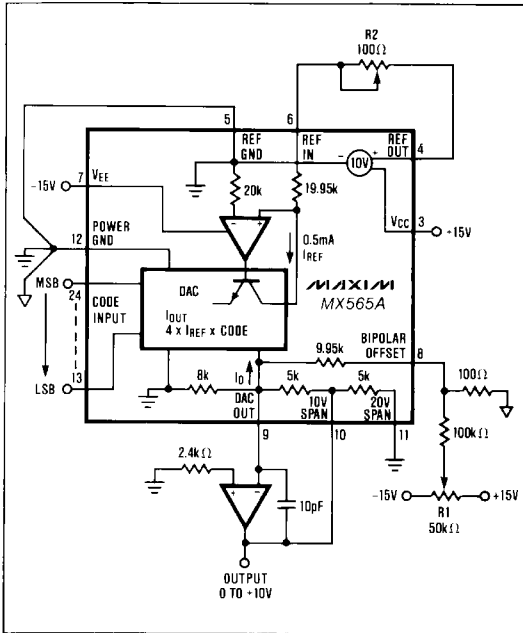 R2
100Ω
5
6
REF
GND
REF
IN
10V
- +
REF
OUT
4
-15V
7
VEE
20k
19.95k
VCC
3
+15V
POWER
GND
12
- +
0.5mA
IREF
MSB
24
CODE
INPUT
DAC
IOUT
4 x IREF x CODE
MAXIM
MX565A
BIPOLAR
OFFSET
8
9.95k
100Ω
LSB
13
8k
IO
DAC
OUT
5k
10V
SPAN
5k
20V
SPAN
9
10
11
100kΩ
2.4kΩ
+ -
10pF
-15V
+15V
R1
50kΩ
OUTPUT
0 TO +10V